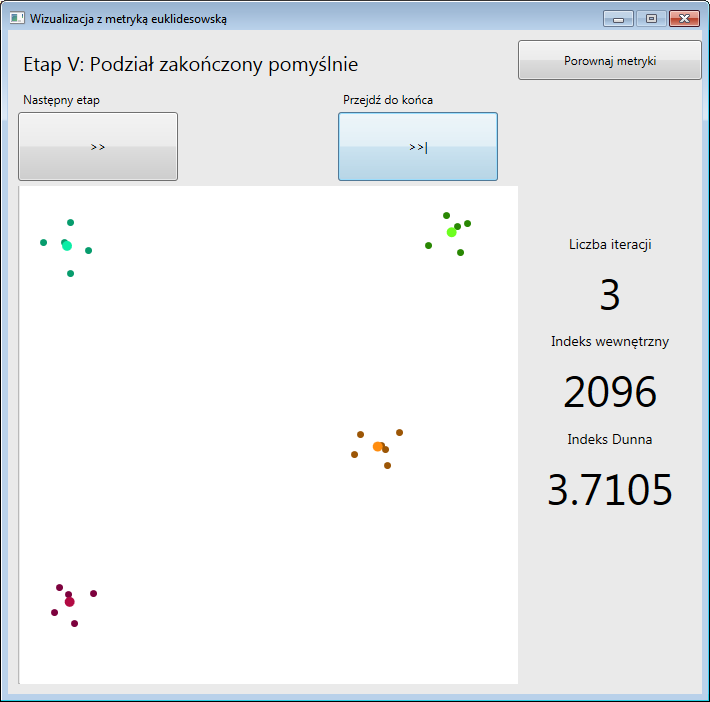 Wizualizacja z metryką euklidesowską
Etap V: Podział zakończony pomyślnie
Porownaj metryki
Następny etap
Przejdź do końca
>>
>>|
Liczba iteracji
3
Indeks wewnętrzny
2096
Indeks Dunna
3.7105